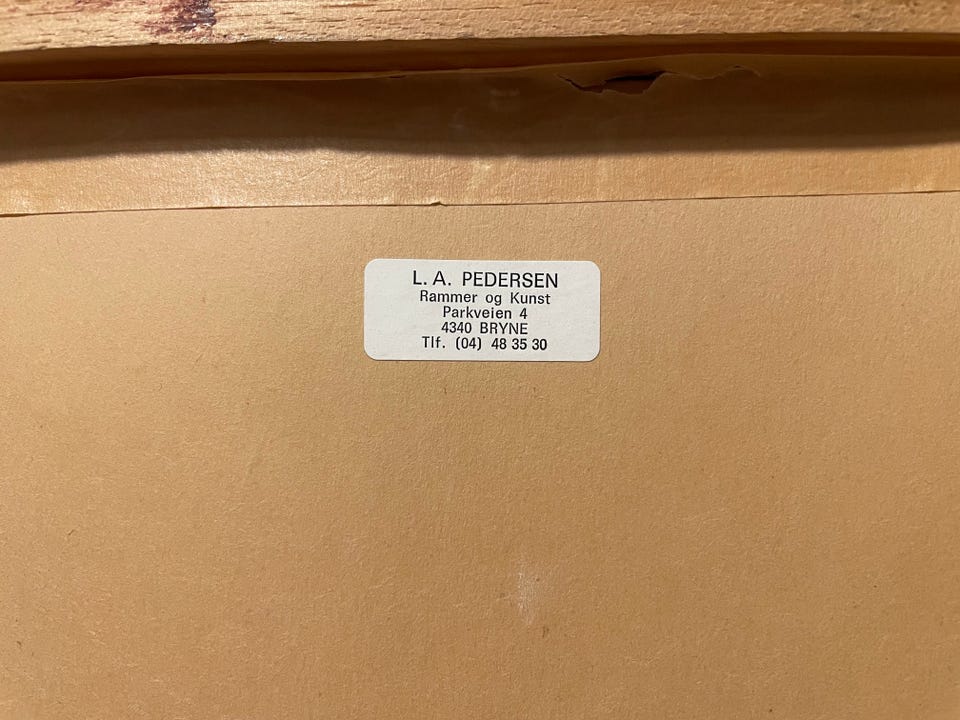 L. A. PEDERSEN
Rammer og Kunst
Parkveien 4
4340 BRYNE
Tlf. (04) 48 35 30